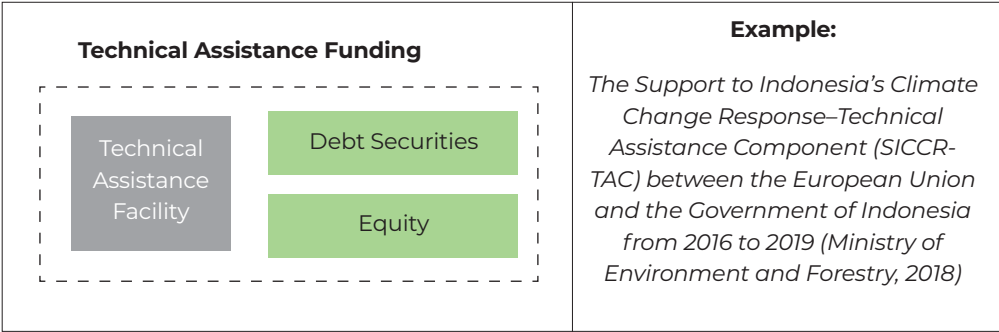 Technical Assistance Funding
Technical
Assistance
Facility
Debt Securities
Equity
Example:
The Support to Indonesia’s Climate
Change Response–Technical
Assistance Component (SICCR-
TAC) between the European Union
and the Government of Indonesia
from 2016 to 2019 (Ministry of
Environment and Forestry, 2018)